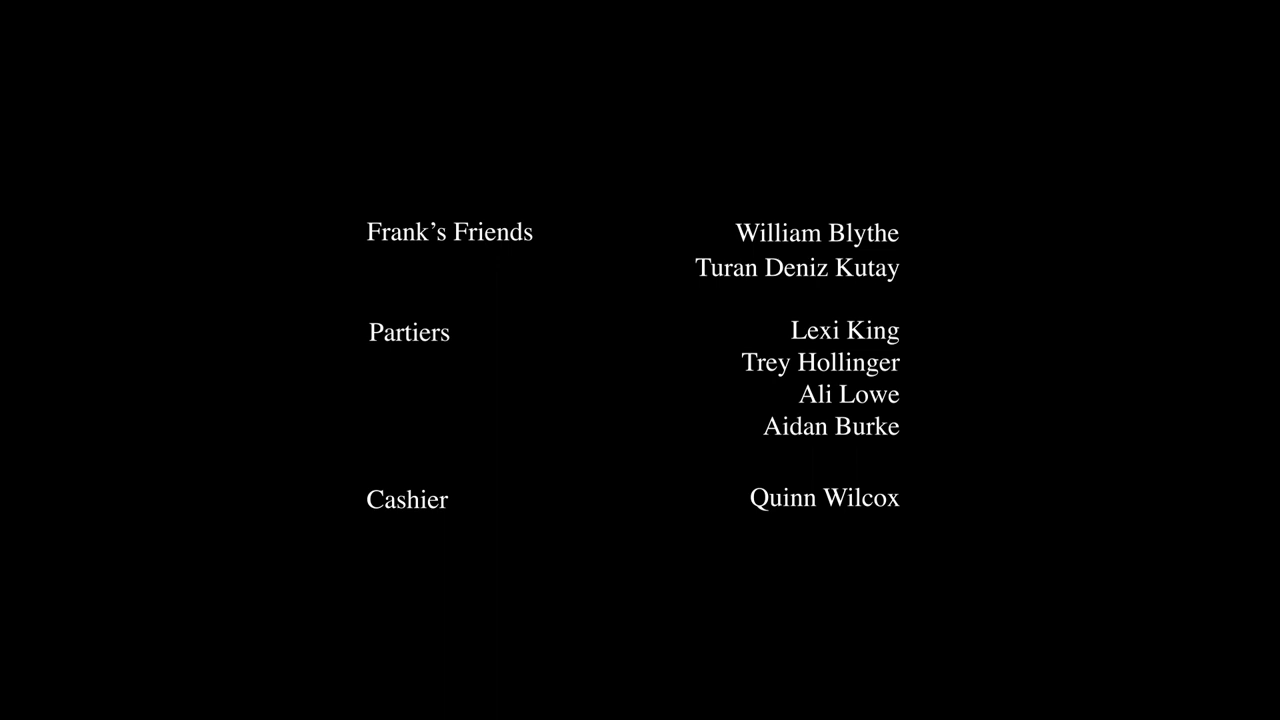 Frank’s Friends William Blythe
Turan Deniz Kutay
Partiers Lexi King
Trey Hollinger
Ali Lowe
Aidan Burke
Cashier Quinn Wilcox